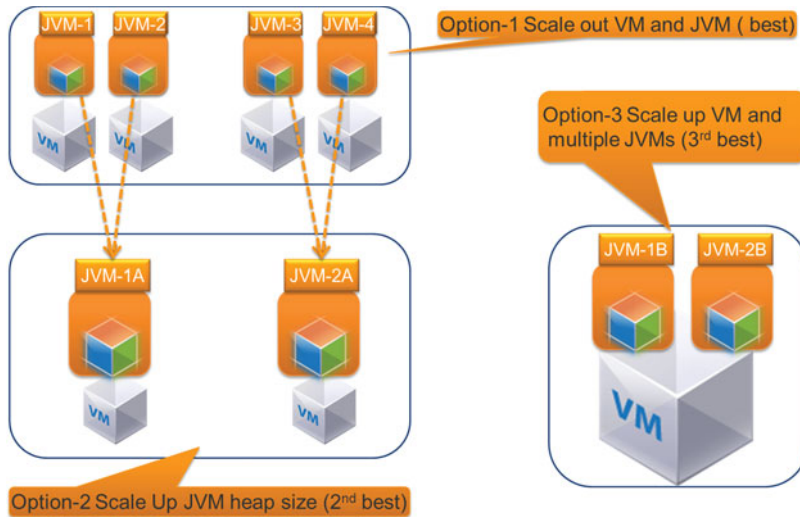 JVM-1
JVM-2
JVM-3
JVM-4
Option-1 Scale out VM and JVM ( best)
VM
VM
VM
VM
Option-3 Scale up VM and
multiple JVMs (3rd best)
JVM-1A
JVM-2A
VM
VM
JVM-1B
JVM-2B
VM
Option-2 Scale Up JVM heap size (2nd best)